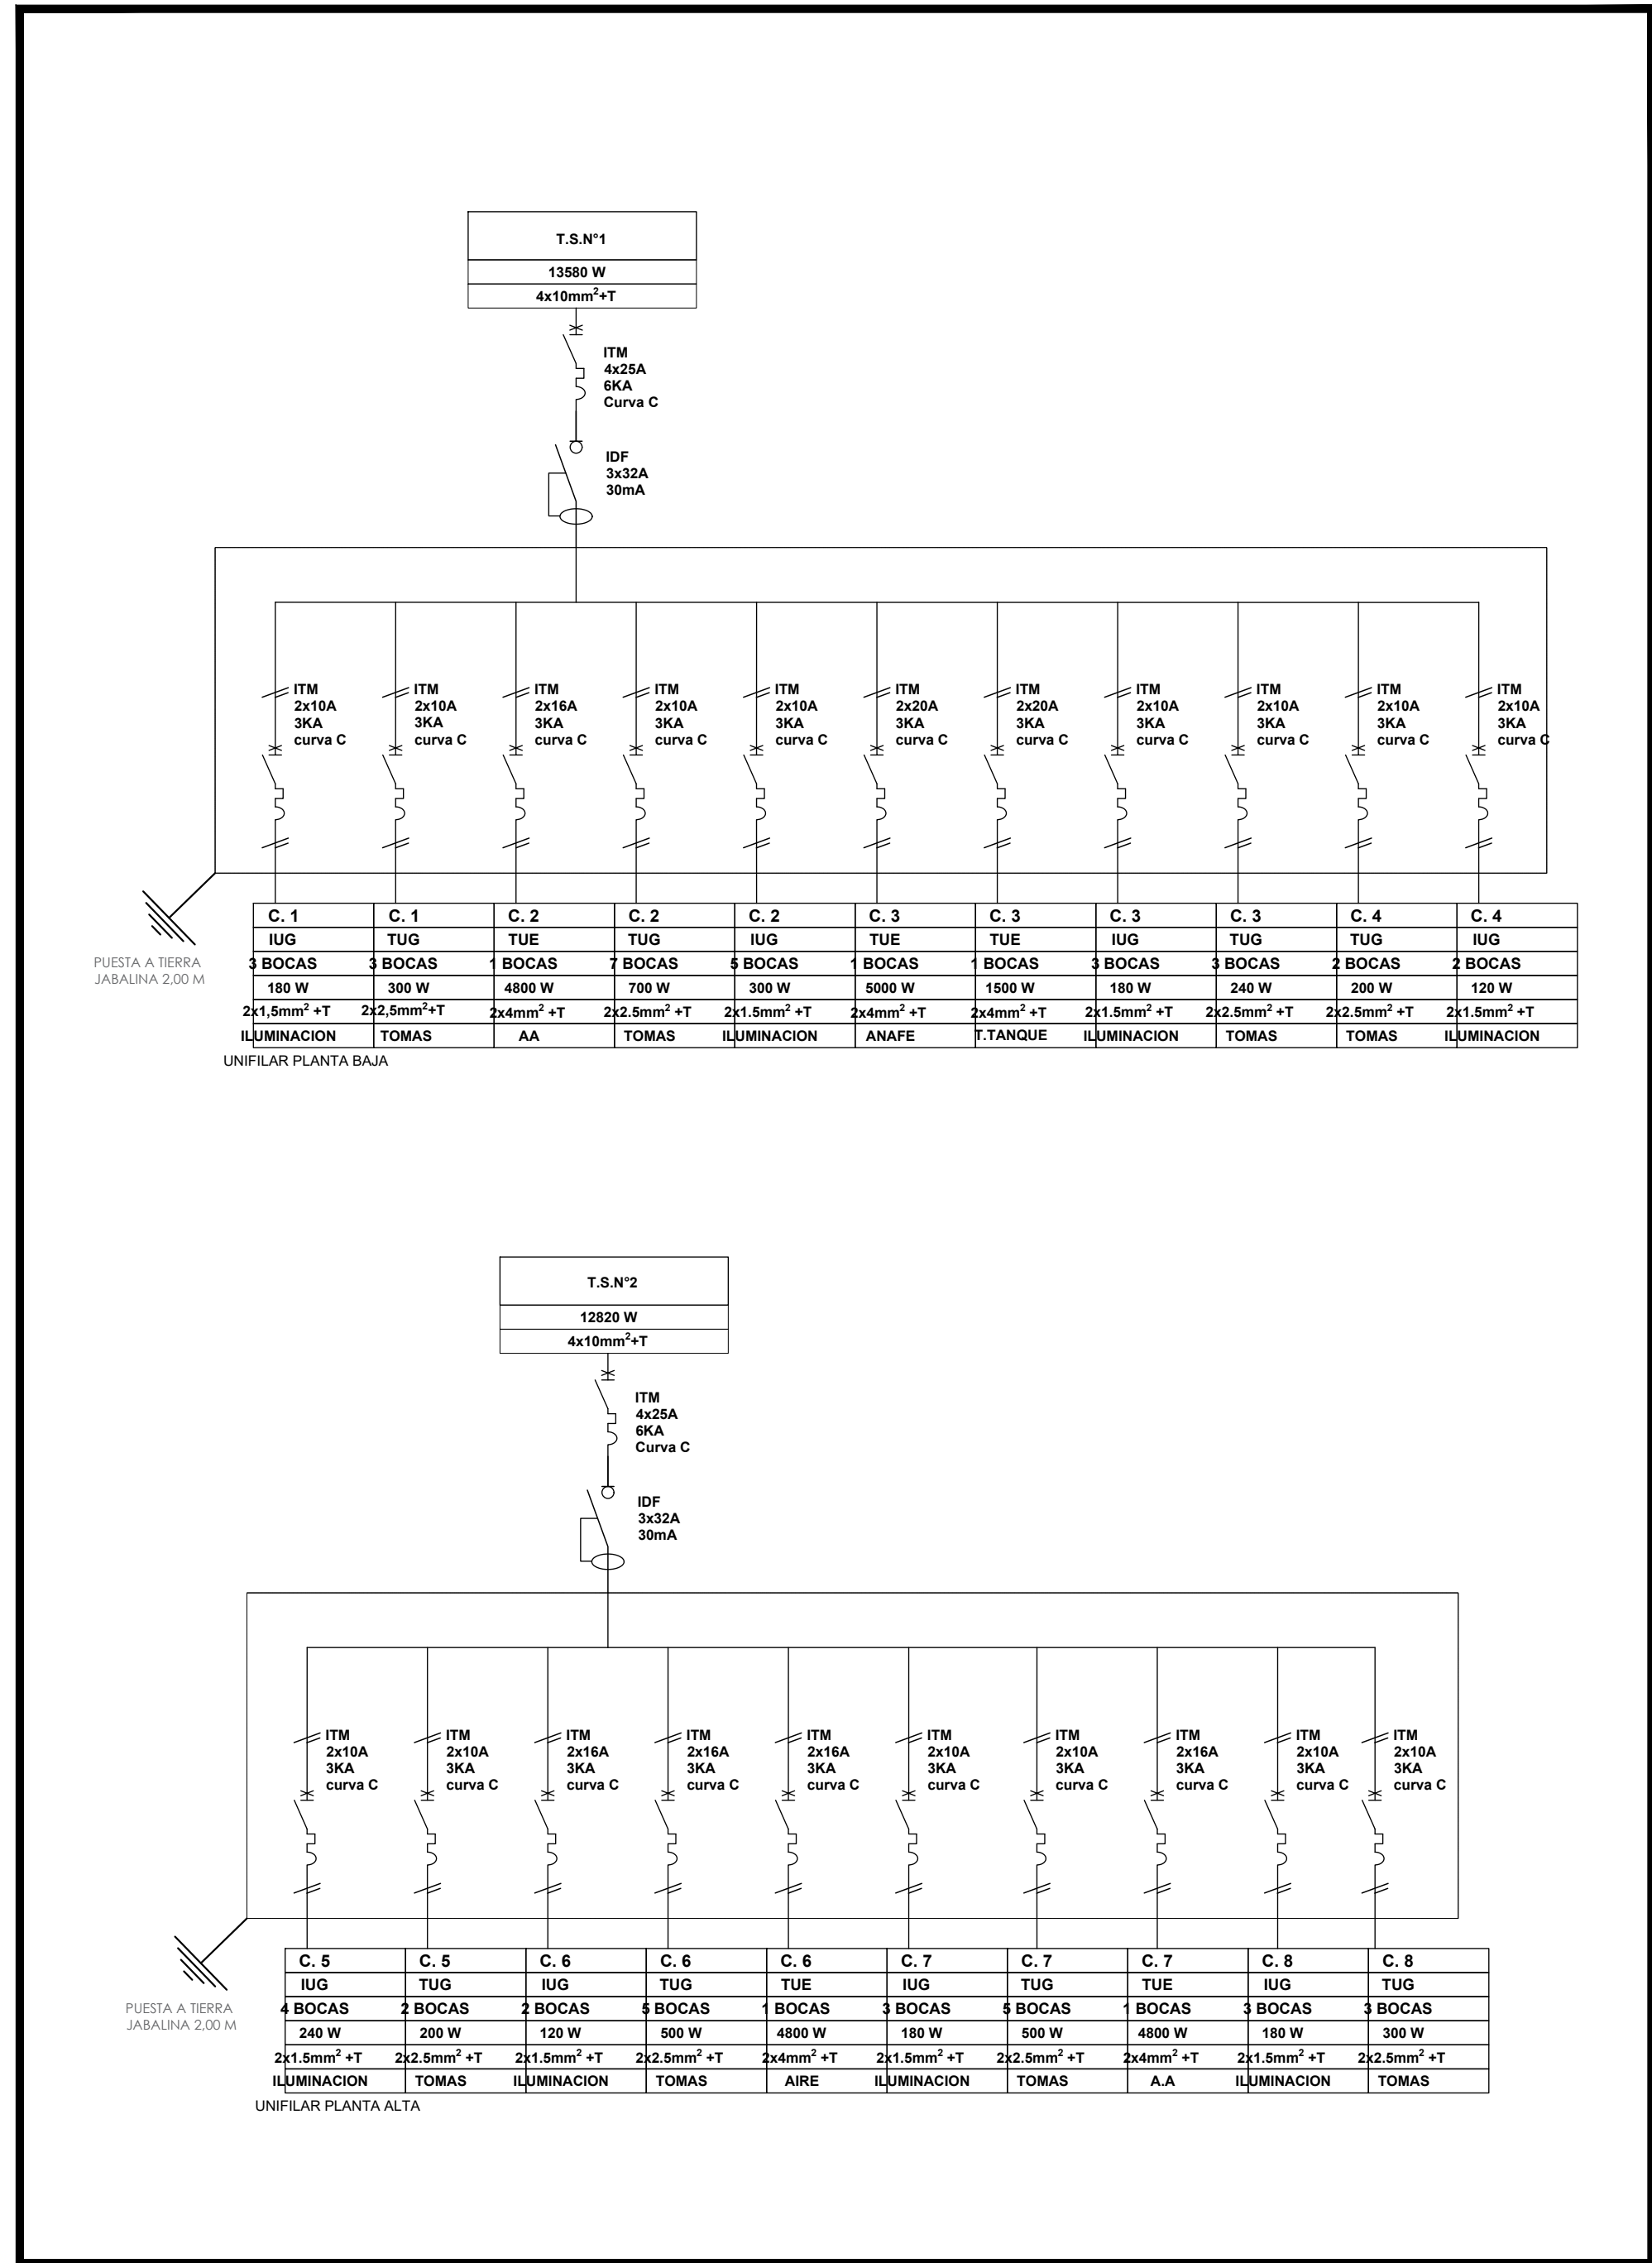 T.S.N°1
13580 W
4x10mm²+T
ITM
4x25A
6KA
Curva C
IDF
3x32A
30mA
ITM ITM ITM ITM ITM ITM ITM ITM ITM ITM ITM
2x10A 2x10A 2x16A 2x10A 2x10A 2x20A 2x20A 2x10A 2x10A 2x10A 2x10A
3KA 3KA 3KA 3KA 3KA 3KA 3KA 3KA 3KA 3KA 3KA
curva C curva C curva C curva C curva C curva C curva C curva C curva C curva C curva C
PUESTA A TIERRA
JABALINA 2,00 M
C. 1 C. 1 C. 2 C. 2 C. 2 C. 3 C. 3 C. 3 C. 3 C. 4 C. 4
IUG TUG TUE TUG IUG TUE TUE IUG TUG TUG IUG
3 BOCAS 3 BOCAS 1 BOCAS 7 BOCAS 5 BOCAS 1 BOCAS 1 BOCAS 3 BOCAS 3 BOCAS 2 BOCAS 2 BOCAS
180 W 300 W 4800 W 700 W 300 W 5000 W 1500 W 180 W 240 W 200 W 120 W
2x1,5mm² +T 2x2,5mm²+T 2x4mm² +T 2x2.5mm² +T 2x1.5mm² +T 2x4mm² +T 2x4mm² +T 2x1.5mm² +T 2x2.5mm² +T 2x2.5mm² +T 2x1.5mm² +T
ILUMINACION TOMAS AA TOMAS ILUMINACION ANAFE T.TANQUE ILUMINACION TOMAS TOMAS ILUMINACION
UNIFILAR PLANTA BAJA
T.S.N°2
12820 W
4x10mm²+T
ITM
4x25A
6KA
Curva C
IDF
3x32A
30mA
ITM ITM ITM ITM ITM ITM ITM ITM ITM ITM
2x10A 2x10A 2x16A 2x16A 2x16A 2x10A 2x10A 2x16A 2x10A 2x10A
3KA 3KA 3KA 3KA 3KA 3KA 3KA 3KA 3KA 3KA
curva C curva C curva C curva C curva C curva C curva C curva C curva C curva C
PUESTA A TIERRA
JABALINA 2,00 M
C. 5 C. 5 C. 6 C. 6 C. 6 C. 7 C. 7 C. 7 C. 8 C. 8
IUG TUG IUG TUG TUE IUG TUG TUE IUG TUG
4 BOCAS 2 BOCAS 2 BOCAS 5 BOCAS 1 BOCAS 3 BOCAS 5 BOCAS 1 BOCAS 3 BOCAS 3 BOCAS
240 W 200 W 120 W 500 W 4800 W 180 W 500 W 4800 W 180 W 300 W
2x1.5mm² +T 2x2.5mm² +T 2x1.5mm² +T 2x2.5mm² +T 2x4mm² +T 2x1.5mm² +T 2x2.5mm² +T 2x4mm² +T 2x1.5mm² +T 2x2.5mm² +T
ILUMINACION TOMAS ILUMINACION TOMAS AIRE ILUMINACION TOMAS A.A ILUMINACION TOMAS
UNIFILAR PLANTA ALTA